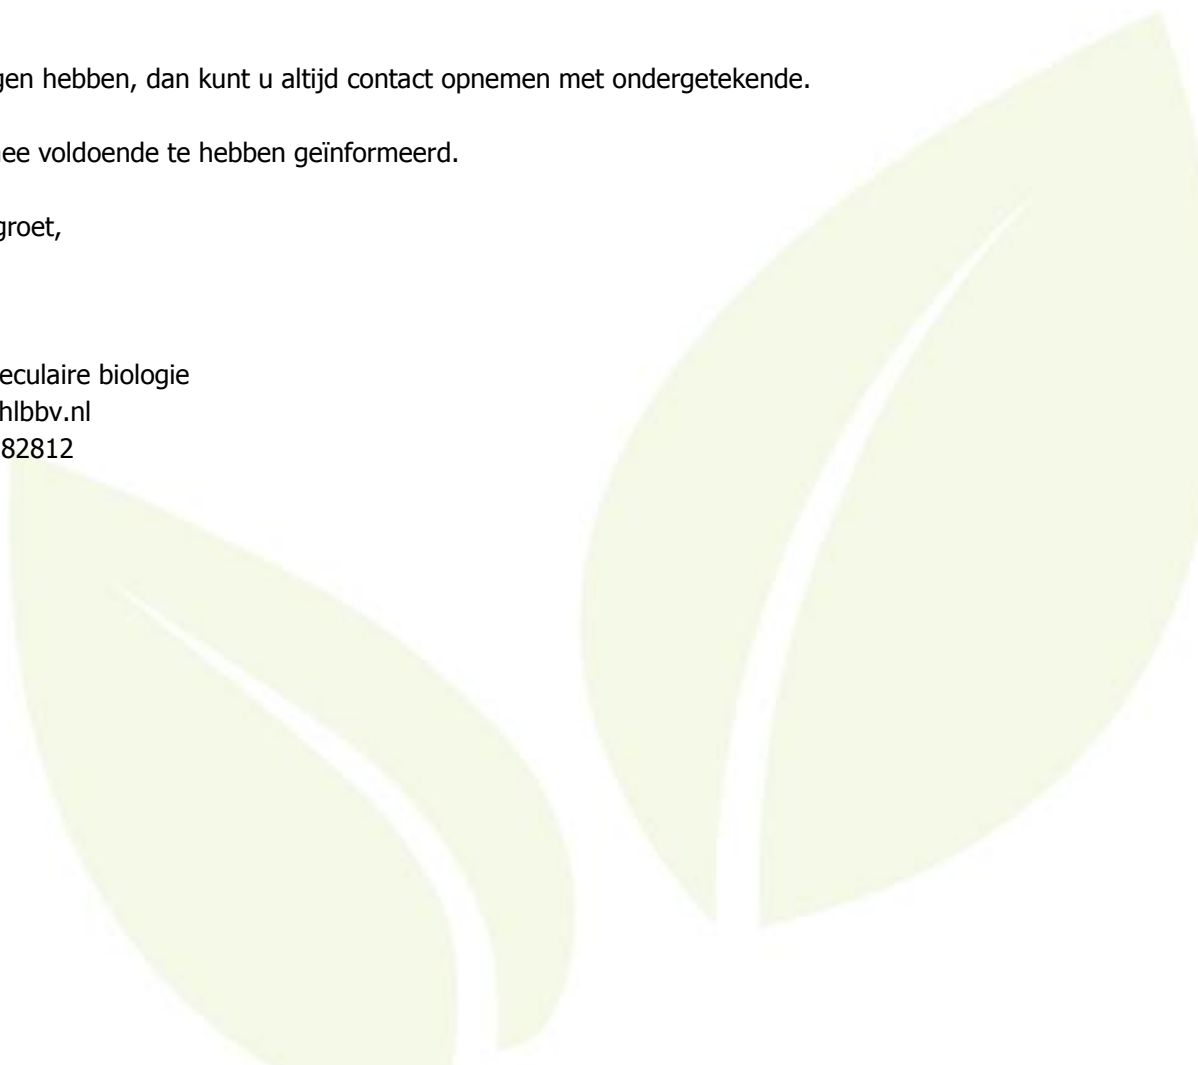 gen hebben, dan kunt u altijd contact opnemen met ondergetekende.
ee voldoende te hebben geïnformeerd.
groet,
eculaire biologie
hlbbv.nl
82812